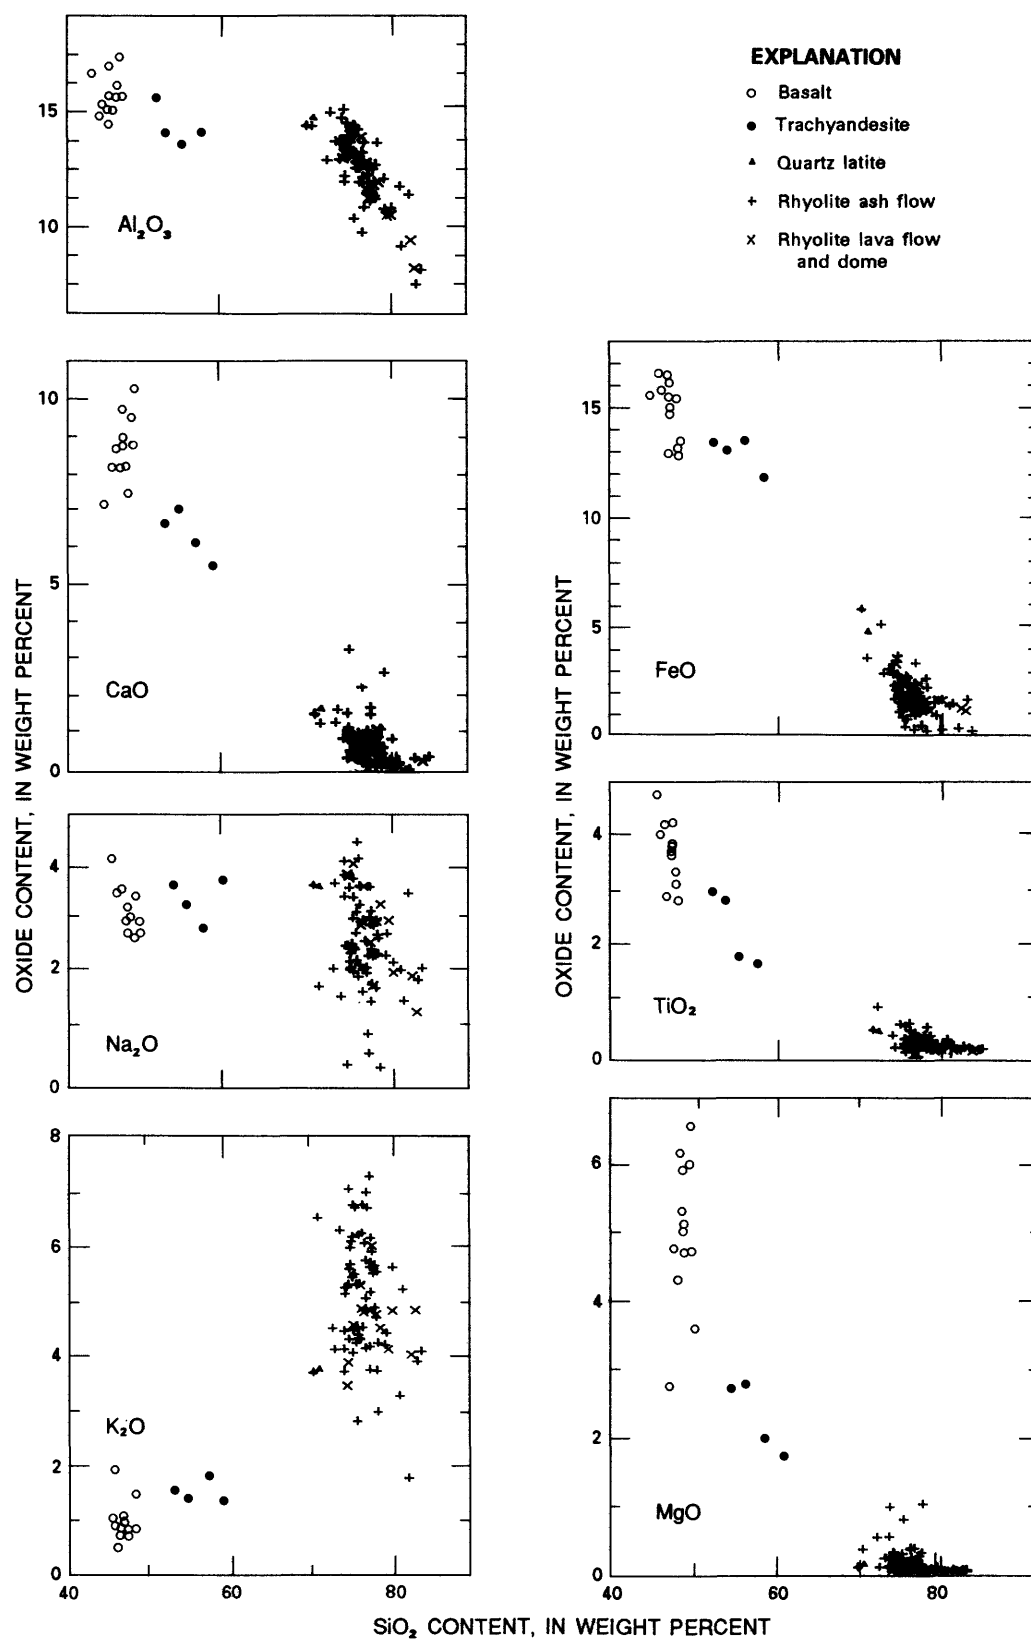 EXPLANATION
Basalt
Trachyandesite
Quartz latite
Rhyolite ash flow
Rhyolite lava flow
and dome
15
10
Al₂O₃
10
5
0
CaO
4
2
0
Na₂O
8
6
4
2
0
K₂O
40
60
80
OXIDE CONTENT, IN WEIGHT PERCENT
15
10
5
0
FeO
4
2
0
TiO₂
6
4
2
0
MgO
40
60
80
OXIDE CONTENT, IN WEIGHT PERCENT
SiO₂ CONTENT, IN WEIGHT PERCENT